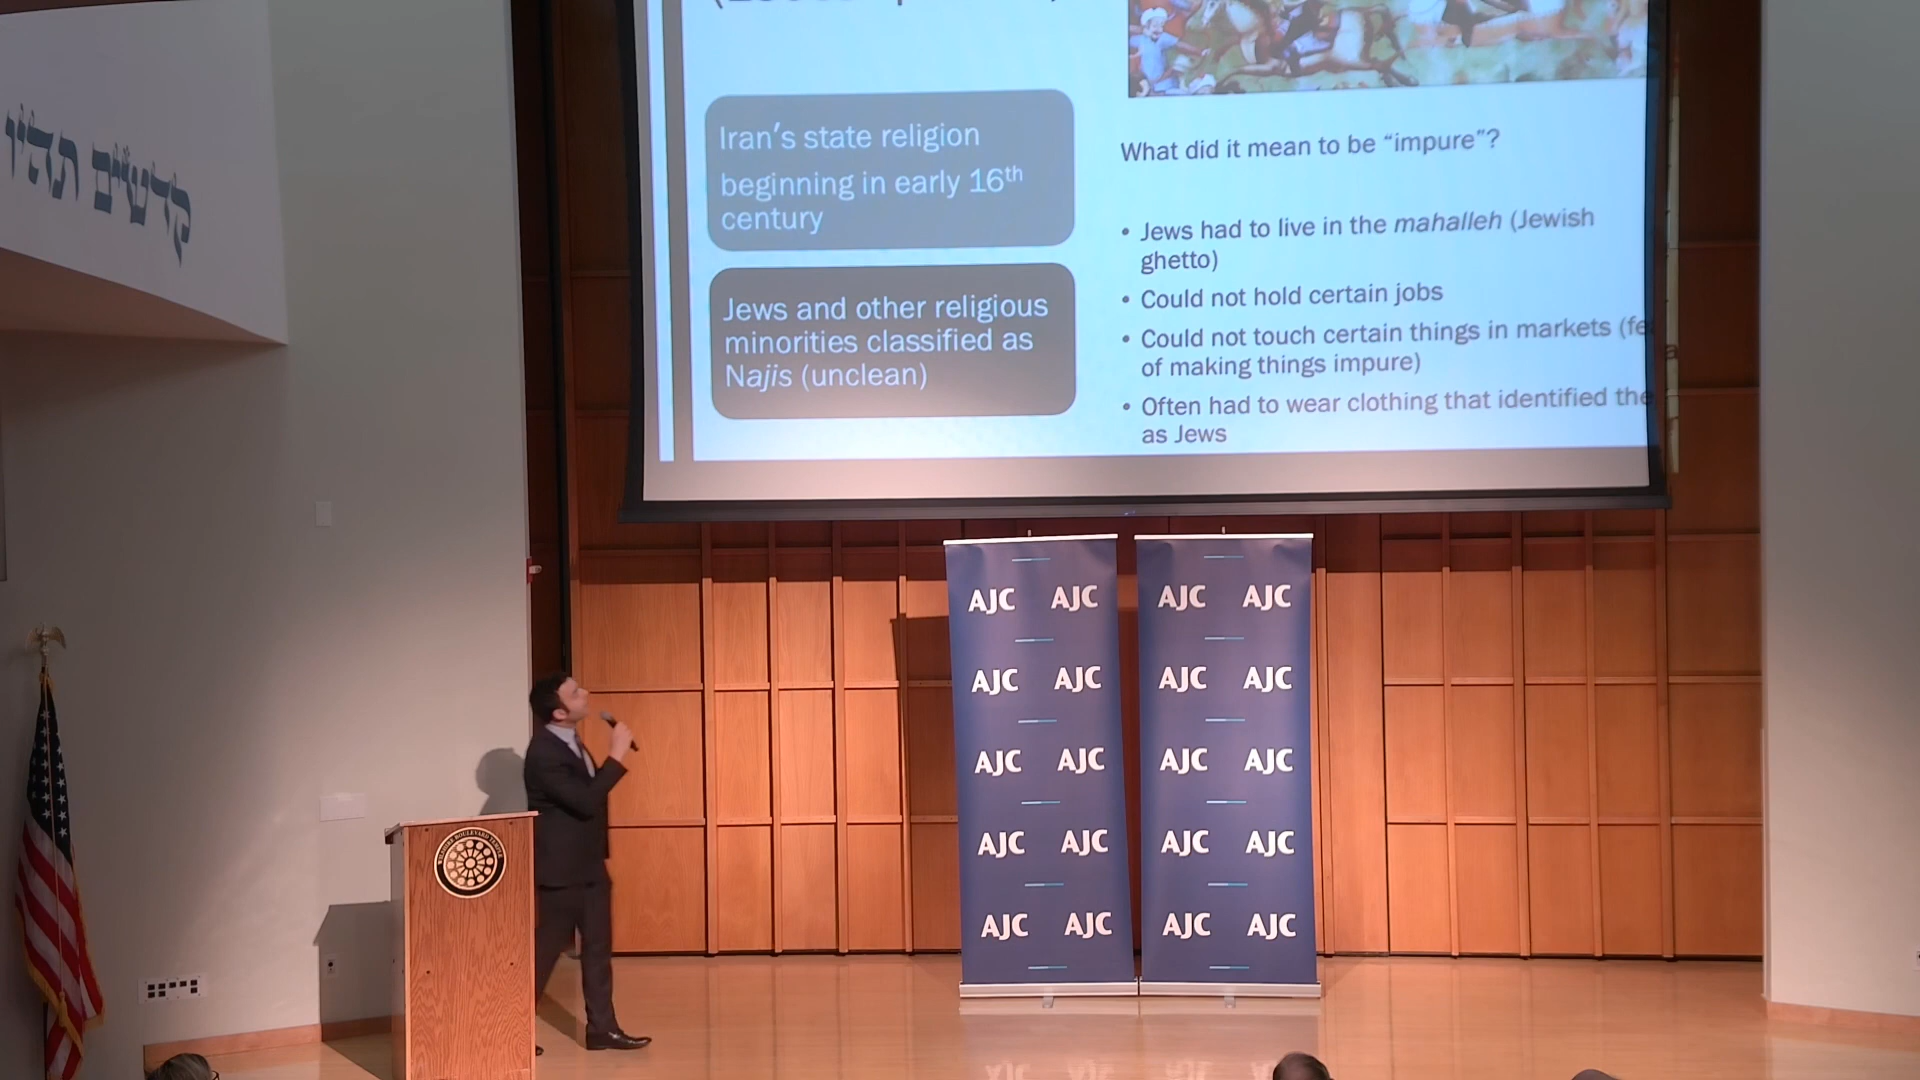 Iran's state religion
beginning in early 16th
century
Jews and other religious
minorities classified as
Najis (unclean)
What did it mean to be “impure”?
• Jews had to live in the mahalleh (Jewish
ghetto)
• Could not hold certain jobs
• Could not touch certain things in markets
of making things impure)
• Often had to wear clothing that identified
as Jews
קדשים תהיו
AJC AJC AJC AJC
AJC AJC AJC AJC
AJC AJC AJC AJC
AJC AJC AJC AJC
AJC AJC AJC AJC